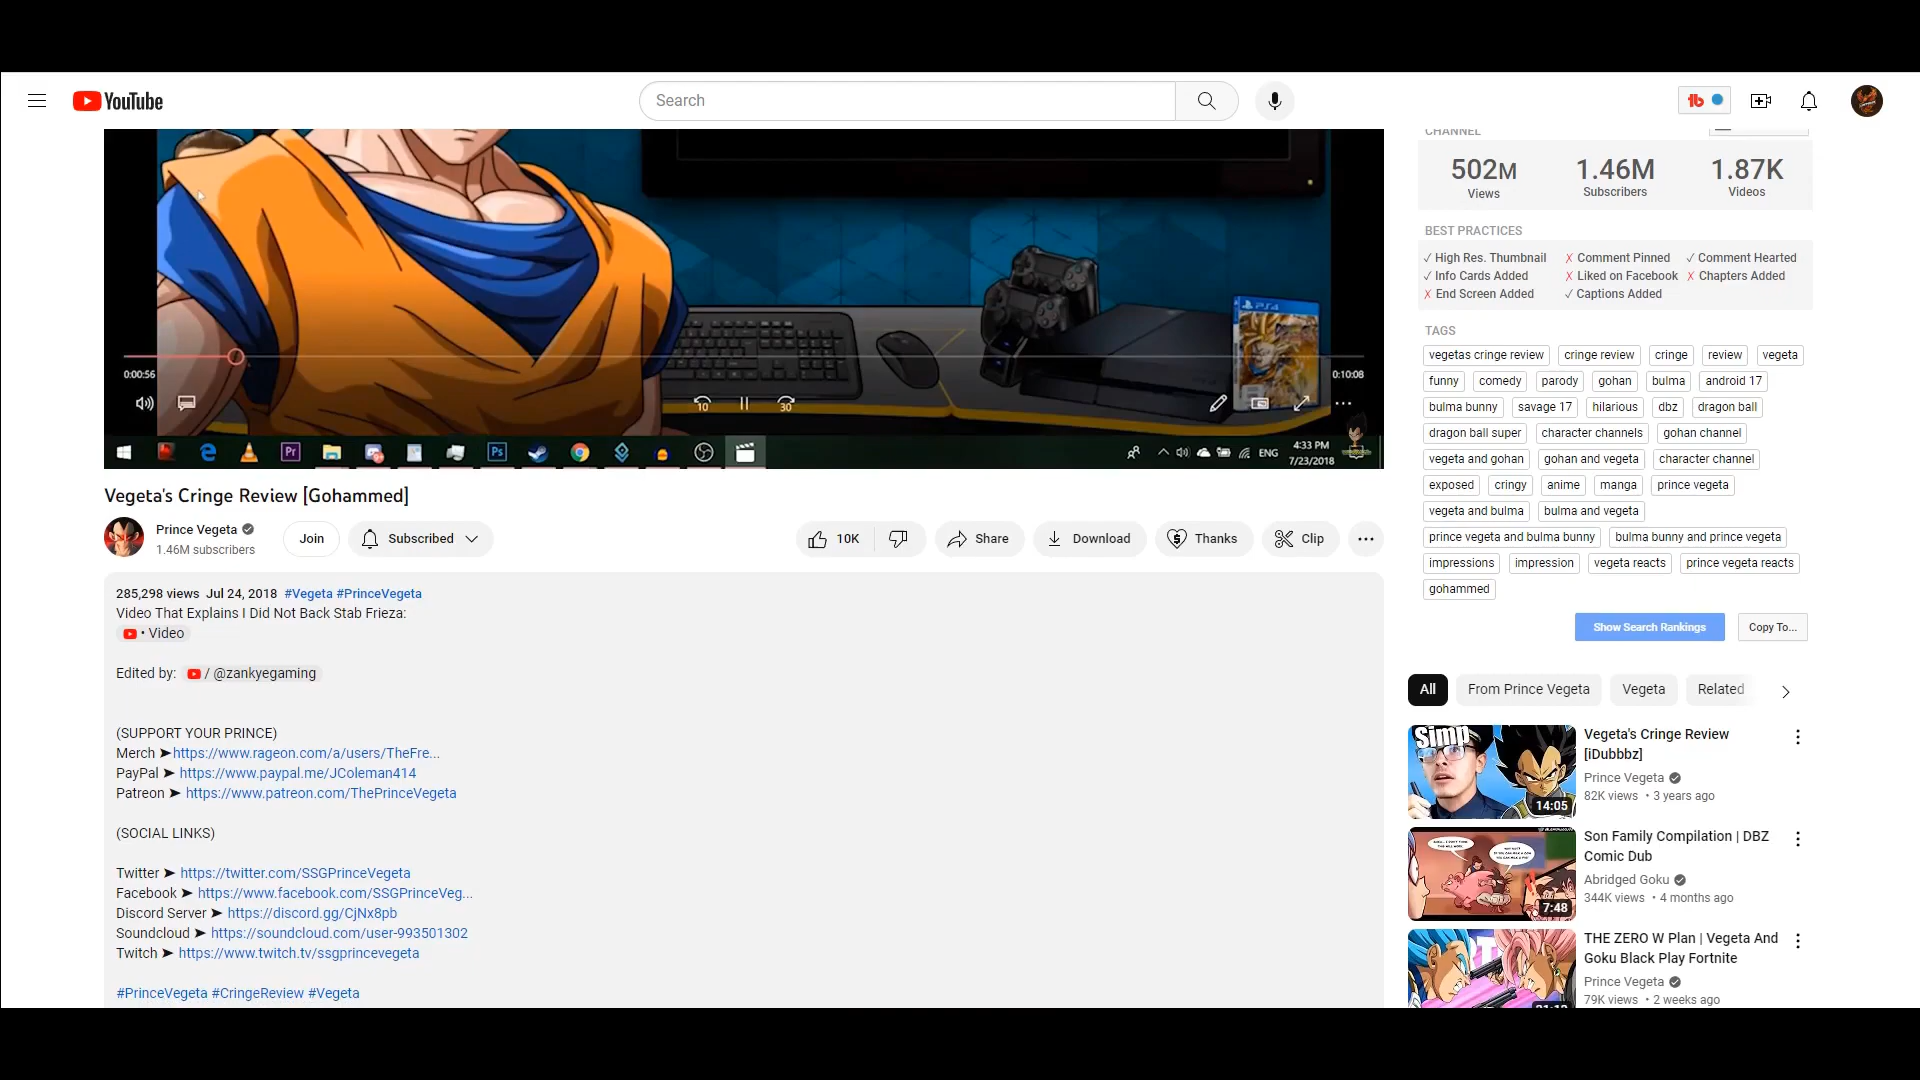 YouTube
Search
0:00:56
0:10:08
10
30
PS4
Pr
Ps
ENG
4:33 PM
7/23/2018
Vegeta's Cringe Review [Gohammed]
Prince Vegeta
1.46M subscribers
Join
Subscribed
10K
Share
Download
Thanks
Clip
285,298 views Jul 24, 2018 #Vegeta #PrinceVegeta
Video That Explains I Did Not Back Stab Frieza:
• Video
Edited by: / @zankyegaming
(SUPPORT YOUR PRINCE)
Merch ➤https://www.rageon.com/a/users/TheFre...
PayPal ➤ https://www.paypal.me/JColeman414
Patreon ➤ https://www.patreon.com/ThePrinceVegeta
(SOCIAL LINKS)
Twitter ➤ https://twitter.com/SSGPrinceVegeta
Facebook ➤ https://www.facebook.com/SSGPrinceVeg...
Discord Server ➤ https://discord.gg/CjNx8pb
Soundcloud ➤ https://soundcloud.com/user-993501302
Twitch ➤ https://www.twitch.tv/ssgprincevegeta
#PrinceVegeta #CringeReview #Vegeta
CHANNEL
502M 1.46M 1.87K
Views Subscribers Videos
BEST PRACTICES
✓ High Res. Thumbnail ✗ Comment Pinned ✓ Comment Hearted
✓ Info Cards Added ✗ Liked on Facebook ✗ Chapters Added
✗ End Screen Added ✓ Captions Added
TAGS
vegetas cringe review cringe review cringe review vegeta
funny comedy parody gohan bulma android 17
bulma bunny savage 17 hilarious dbz dragon ball
dragon ball super character channels gohan channel
vegeta and gohan gohan and vegeta character channel
exposed cringy anime manga prince vegeta
vegeta and bulma bulma and vegeta
prince vegeta and bulma bunny bulma bunny and prince vegeta
impressions impression vegeta reacts prince vegeta reacts
gohammed
Show Search Rankings Copy To...
All From Prince Vegeta Vegeta Related
Simp
14:05
Vegeta's Cringe Review
[iDubbbz]
Prince Vegeta
82K views • 3 years ago
7:48
Son Family Compilation | DBZ
Comic Dub
Abridged Goku
344K views • 4 months ago
THE ZERO W Plan | Vegeta And
Goku Black Play Fortnite
Prince Vegeta
79K views • 2 weeks ago